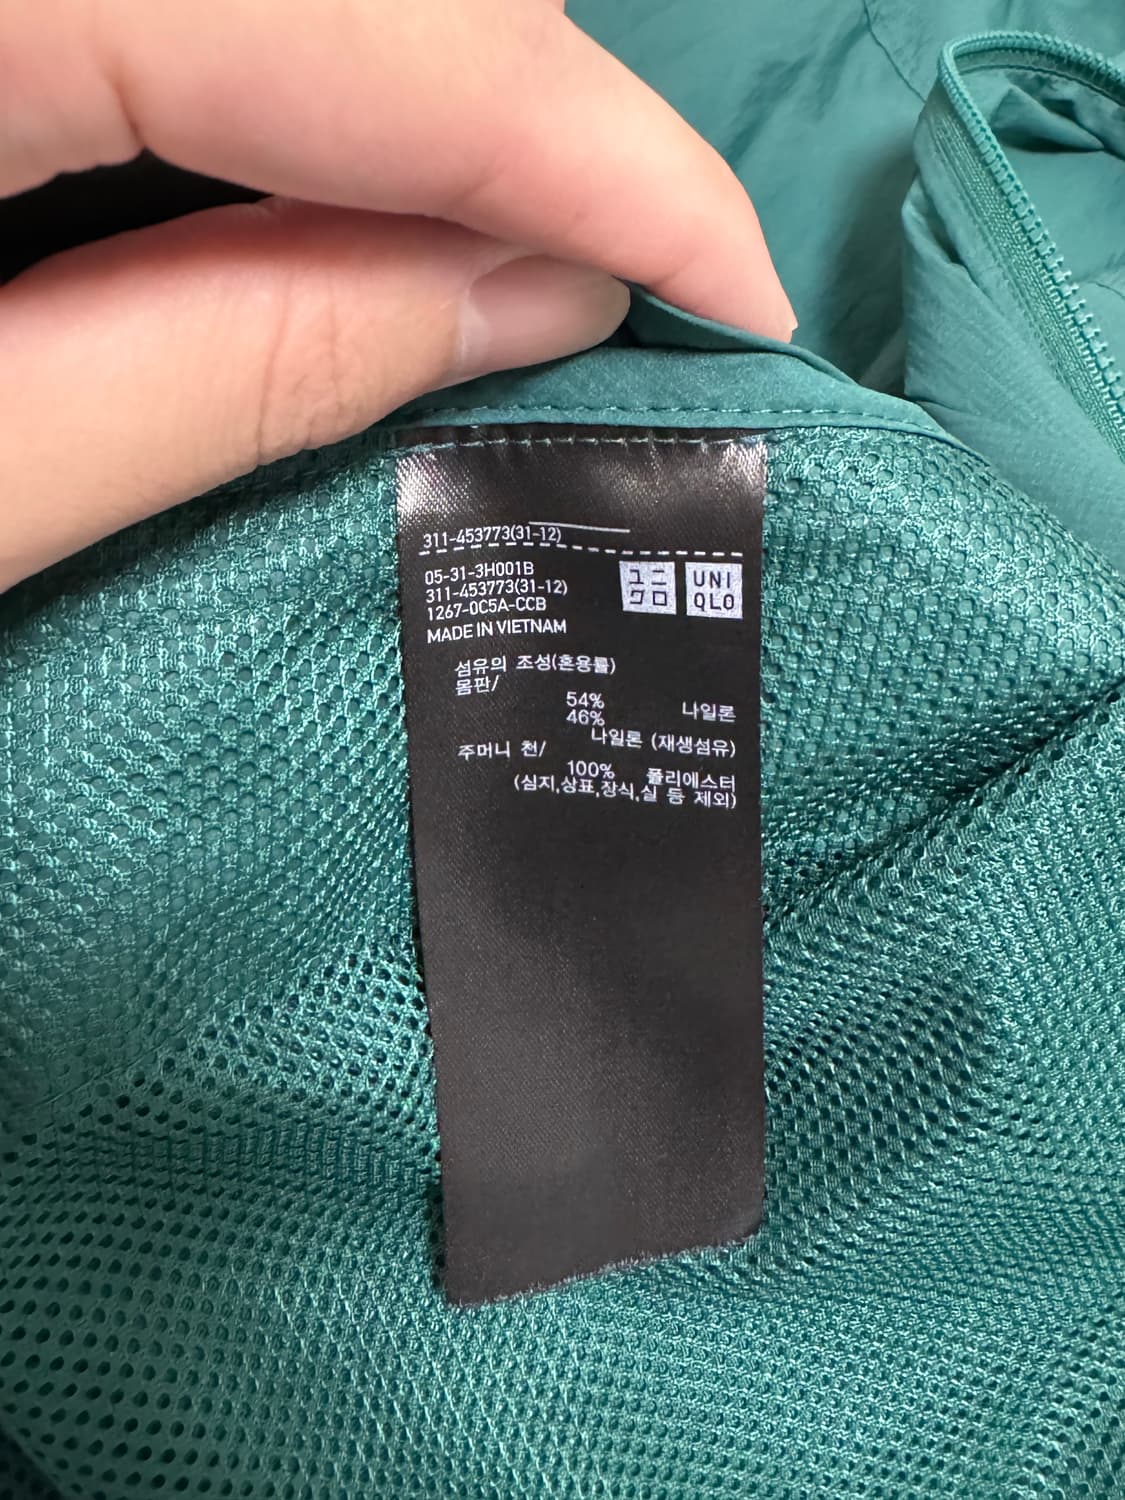 311-453773(31-12)
05-31-3H001B
311-453773(31-12)
1267-0C5A-CCB
MADE IN VIETNAM
ユニ
クロ
UNI
QLO
섬유의 조성(혼용률)
몸판/
54% 나일론
46%
나일론 (재생섬유)
주머니 천/
100% 폴리에스터
(심지,상표,장식,실 등 제외)